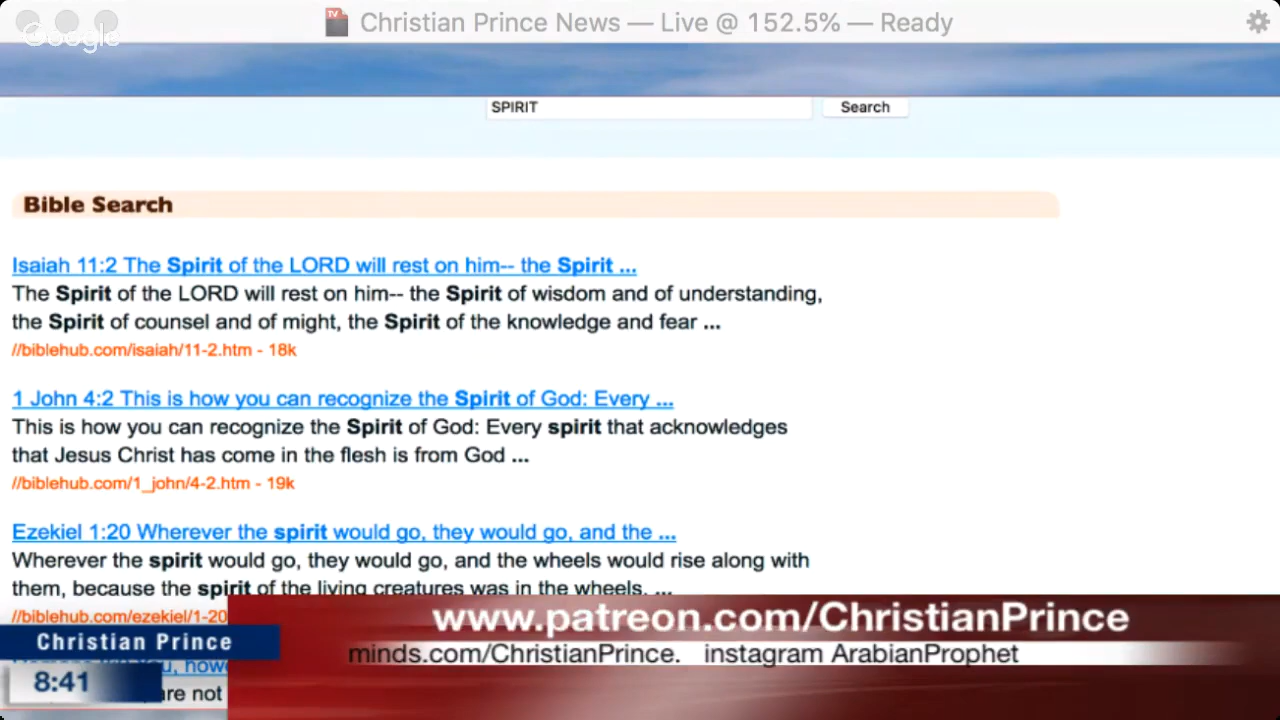 Google
TV
Christian Prince News — Live @ 152.5% — Ready
SPIRIT
Search
Bible Search
Isaiah 11:2 The Spirit of the LORD will rest on him-- the Spirit ...
The Spirit of the LORD will rest on him-- the Spirit of wisdom and of understanding,
the Spirit of counsel and of might, the Spirit of the knowledge and fear ...
//biblehub.com/isaiah/11-2.htm - 18k
1 John 4:2 This is how you can recognize the Spirit of God: Every ...
This is how you can recognize the Spirit of God: Every spirit that acknowledges
that Jesus Christ has come in the flesh is from God ...
//biblehub.com/1_john/4-2.htm - 19k
Ezekiel 1:20 Wherever the spirit would go, they would go, and the ...
Wherever the spirit would go, they would go, and the wheels would rise along with
them, because the spirit of the living creatures was in the wheels. ...
//biblehub.com/ezekiel/1-20
www.patreon.com/ChristianPrince
Christian Prince
minds.com/ChristianPrince. instagram ArabianProphet
8:41
are not